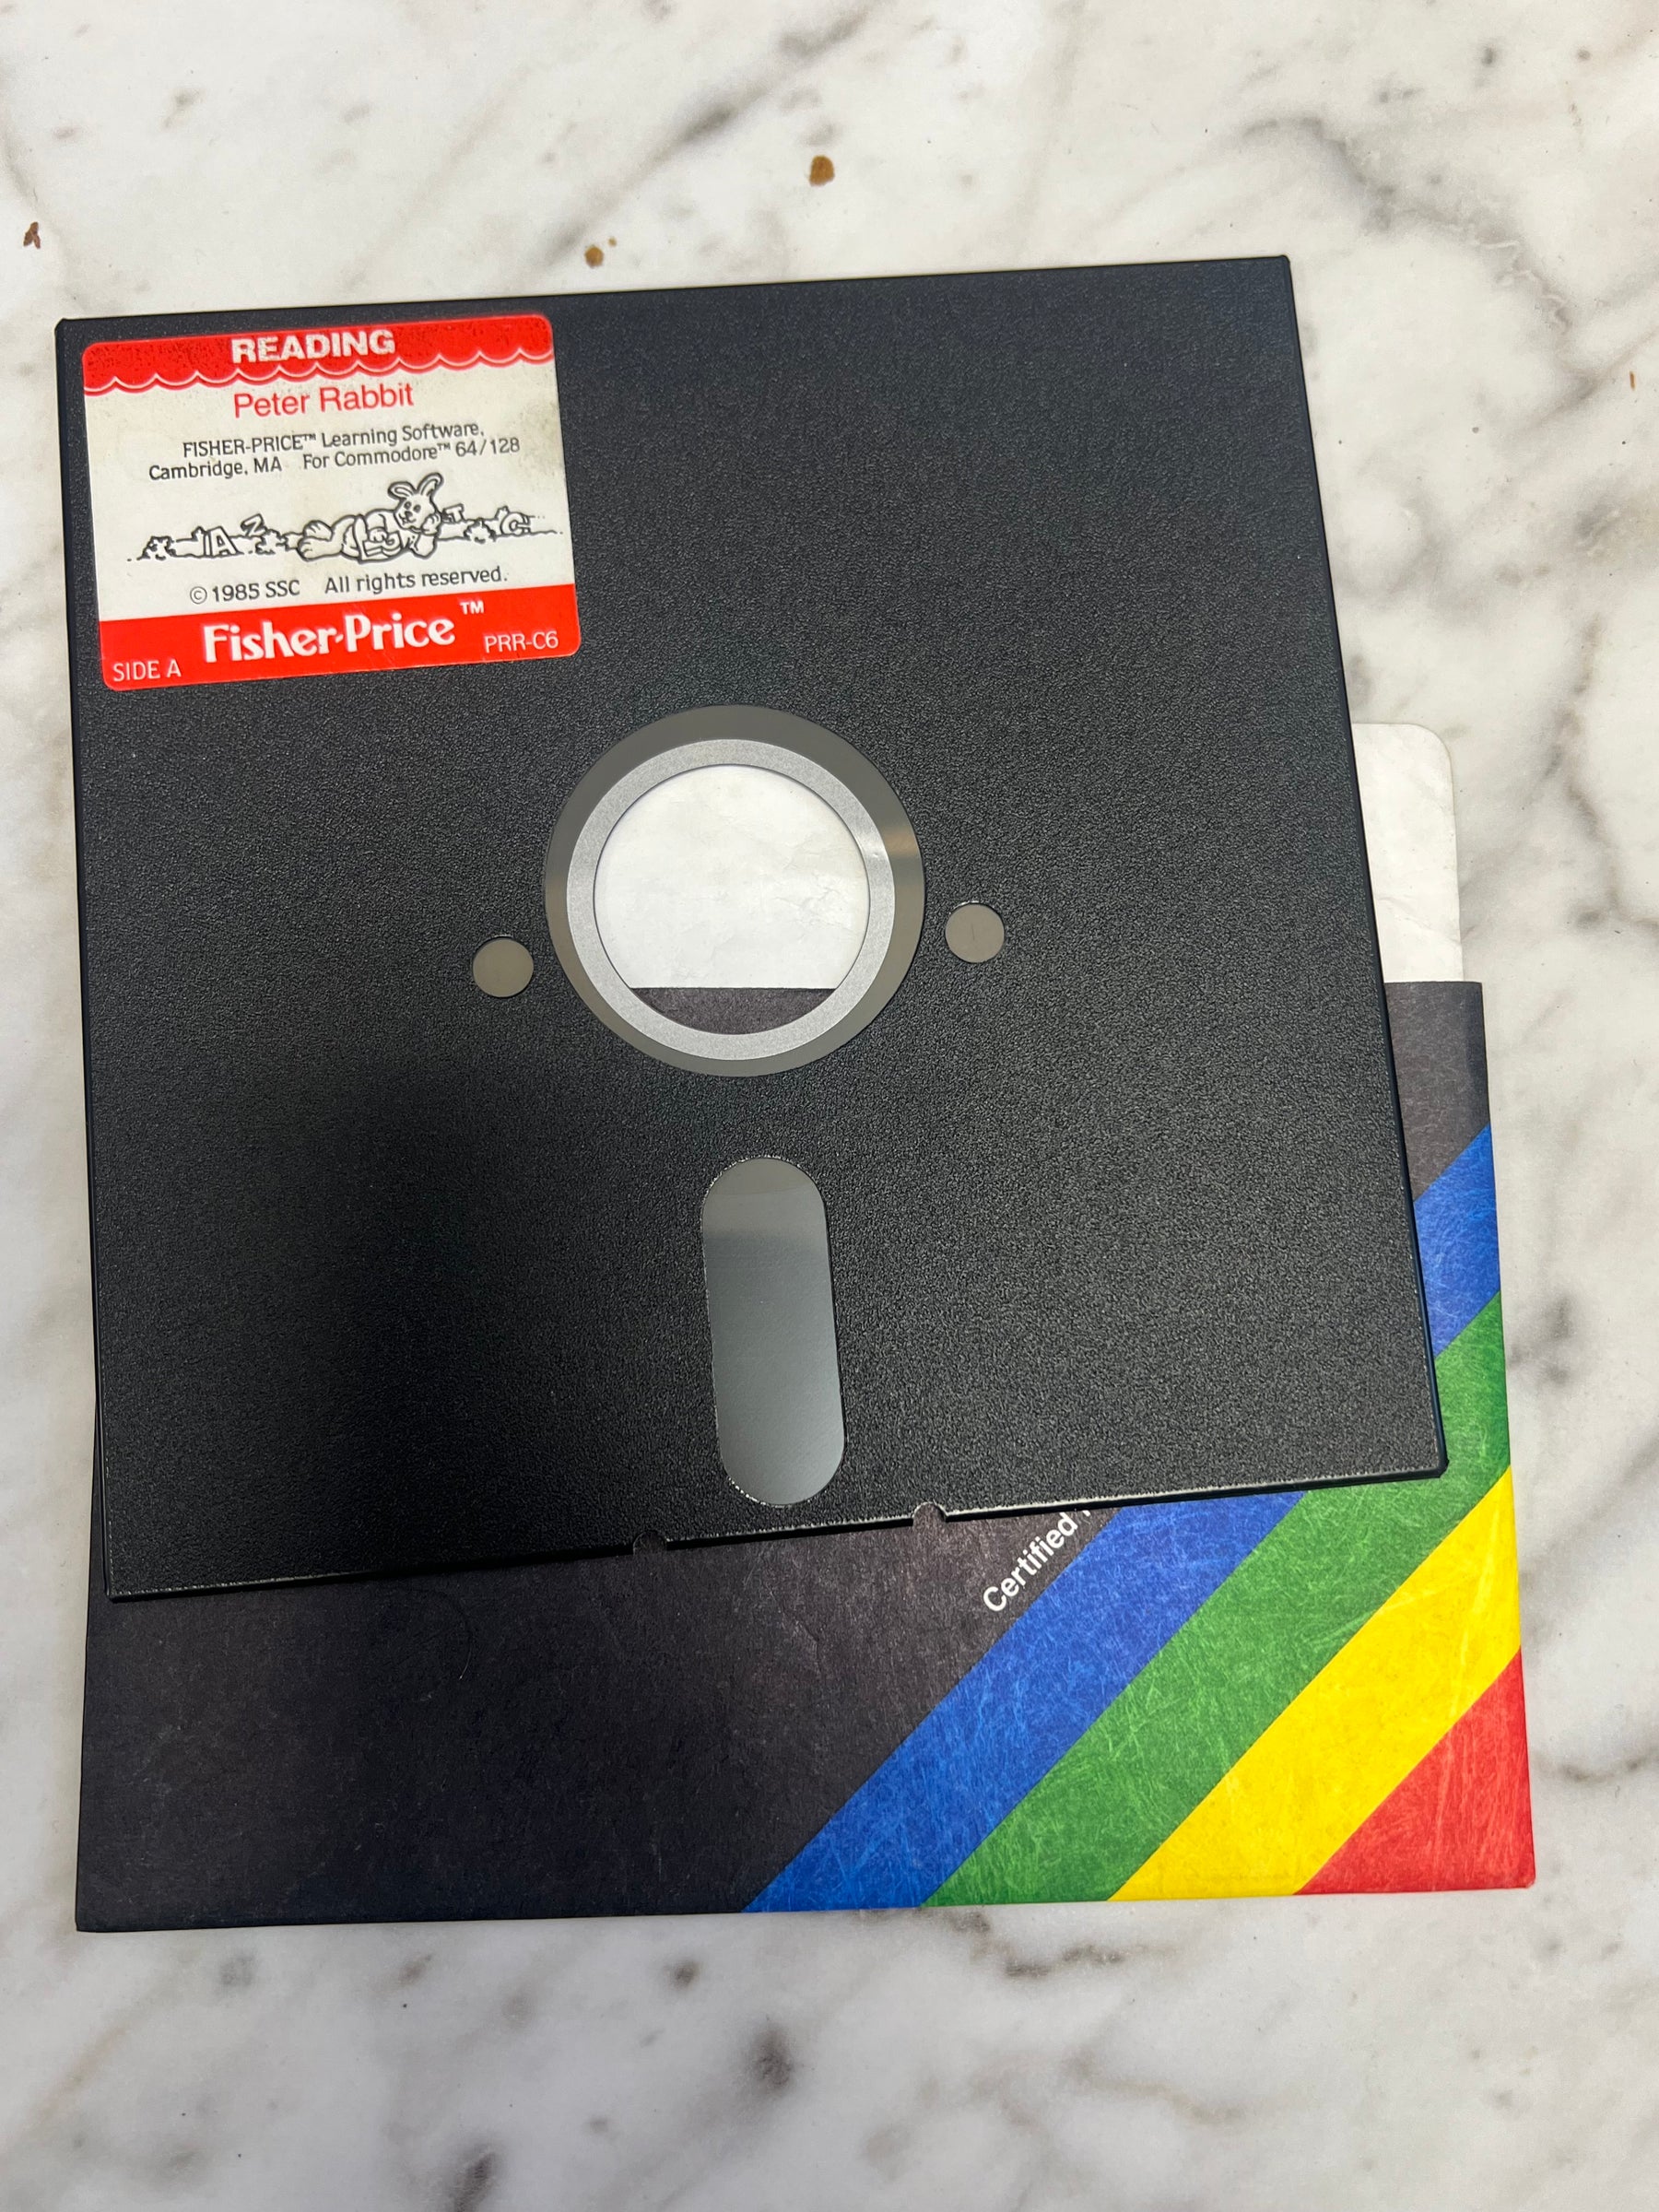 READING
Peter Rabbit
FISHER-PRICE™ Learning Software,
Cambridge, MA For Commodore™ 64/128
© 1985 SSC All rights reserved.
Fisher-Price™
SIDE A
PRR-C6
Certified